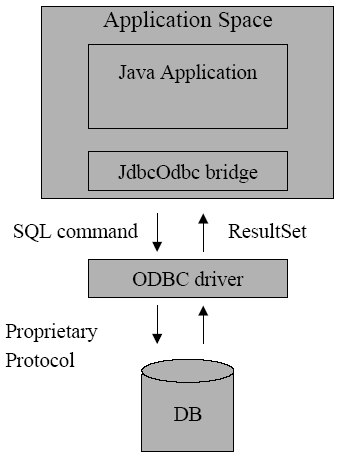 Application Space
Java Application
JdbcOdbc bridge
SQL command
ResultSet
ODBC driver
Proprietary
Protocol
DB